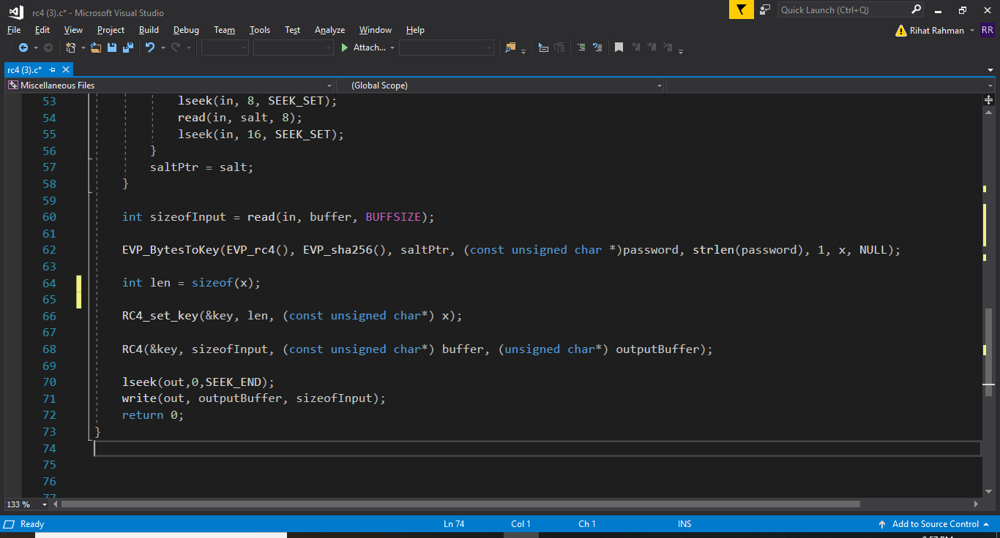 rc4 (3).c* - Microsoft Visual Studio
Quick Launch (Ctrl+Q)
File Edit View Project Build Debug Team Tools Test Analyze Window Help
Rihat Rahman RR
Attach...
rc4 (3).c*
Miscellaneous Files (Global Scope)
53 lseek(in, 8, SEEK_SET);
54 read(in, salt, 8);
55 lseek(in, 16, SEEK_SET);
56 }
57 saltPtr = salt;
58 }
59
60 int sizeofInput = read(in, buffer, BUFFSIZE);
61
62 EVP_BytesToKey(EVP_rc4(), EVP_sha256(), saltPtr, (const unsigned char *)password, strlen(password), 1, x, NULL);
63
64 int len = sizeof(x);
65
66 RC4_set_key(&key, len, (const unsigned char*) x);
67
68 RC4(&key, sizeofInput, (const unsigned char*) buffer, (unsigned char*) outputBuffer);
69
70 lseek(out,0,SEEK_END);
71 write(out, outputBuffer, sizeofInput);
72 return 0;
73 }
74
75
76
77
133 %
Ready Ln 74 Col 1 Ch 1 INS Add to Source Control